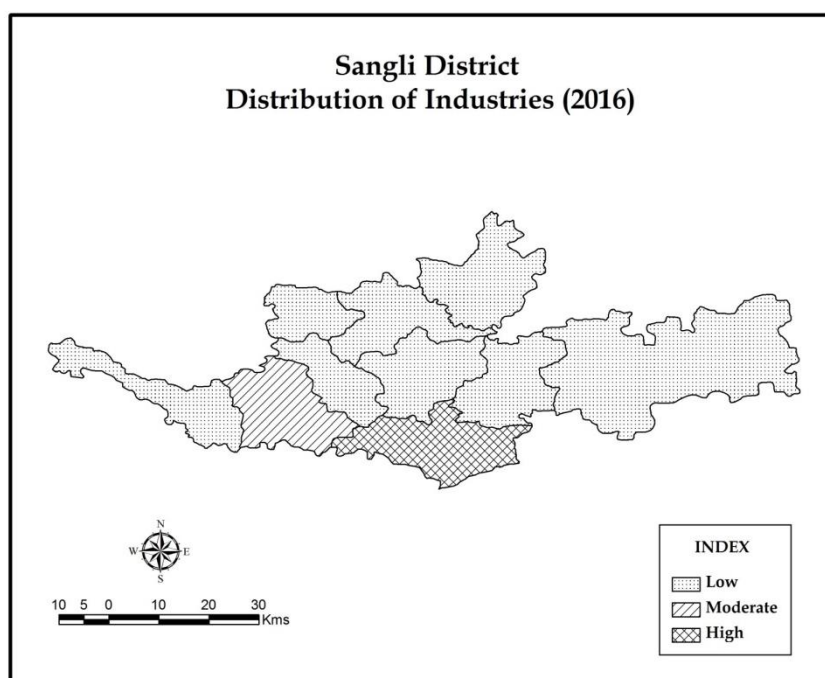 Sangli District
Distribution of Industries (2016)
N
W E
S
10 5 0 10 20 30
Kms
INDEX
Low
Moderate
High